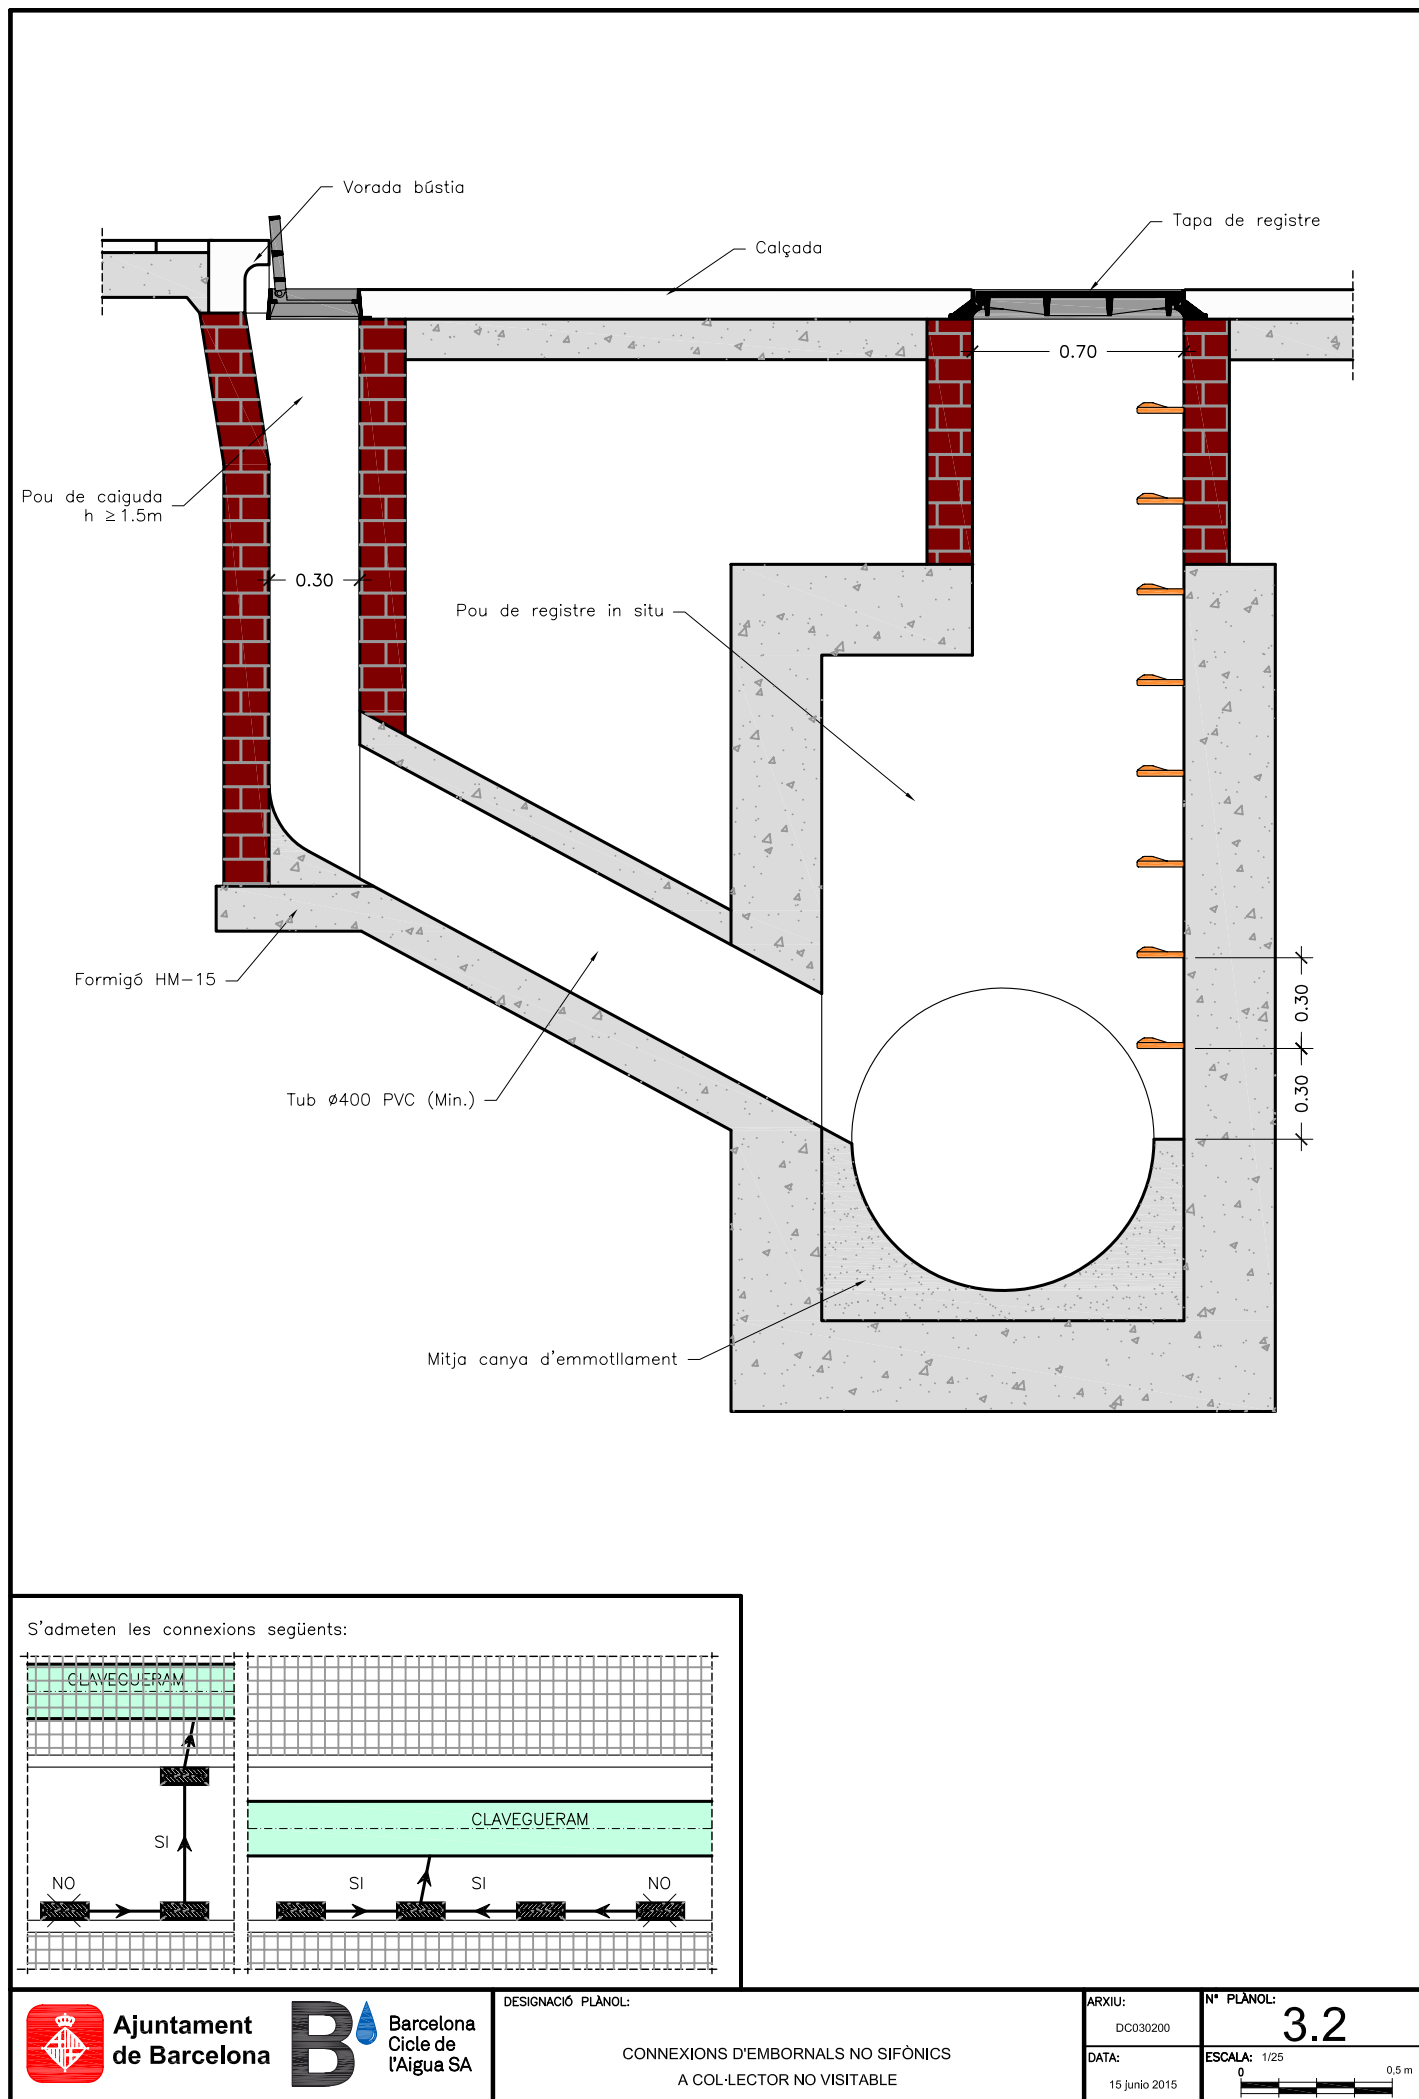 Vorada bústia
Tapa de registre
Calçada
0.70
Pou de caiguda
h ≥1.5m
0.30
Pou de registre in situ
Formigó HM-15
0.30
Tub ø400 PVC (Min.)
0.30
Mitja canya d'emmotllament
S'admeten les connexions següents:
CLAVEGUERAM
CLAVEGUERAM
SI
NO
SI
SI
NO
Ajuntament
de Barcelona
B
Barcelona
Cicle de
l'Aigua SA
DESIGNACIÓ PLÀNOL:
CONNEXIONS D'EMBORNALS NO SIFÒNICS
A COL·LECTOR NO VISITABLE
ARXIU:
DC030200
DATA:
15 junio 2015
Nº PLÀNOL:
3.2
ESCALA: 1/25
0
0,5 m